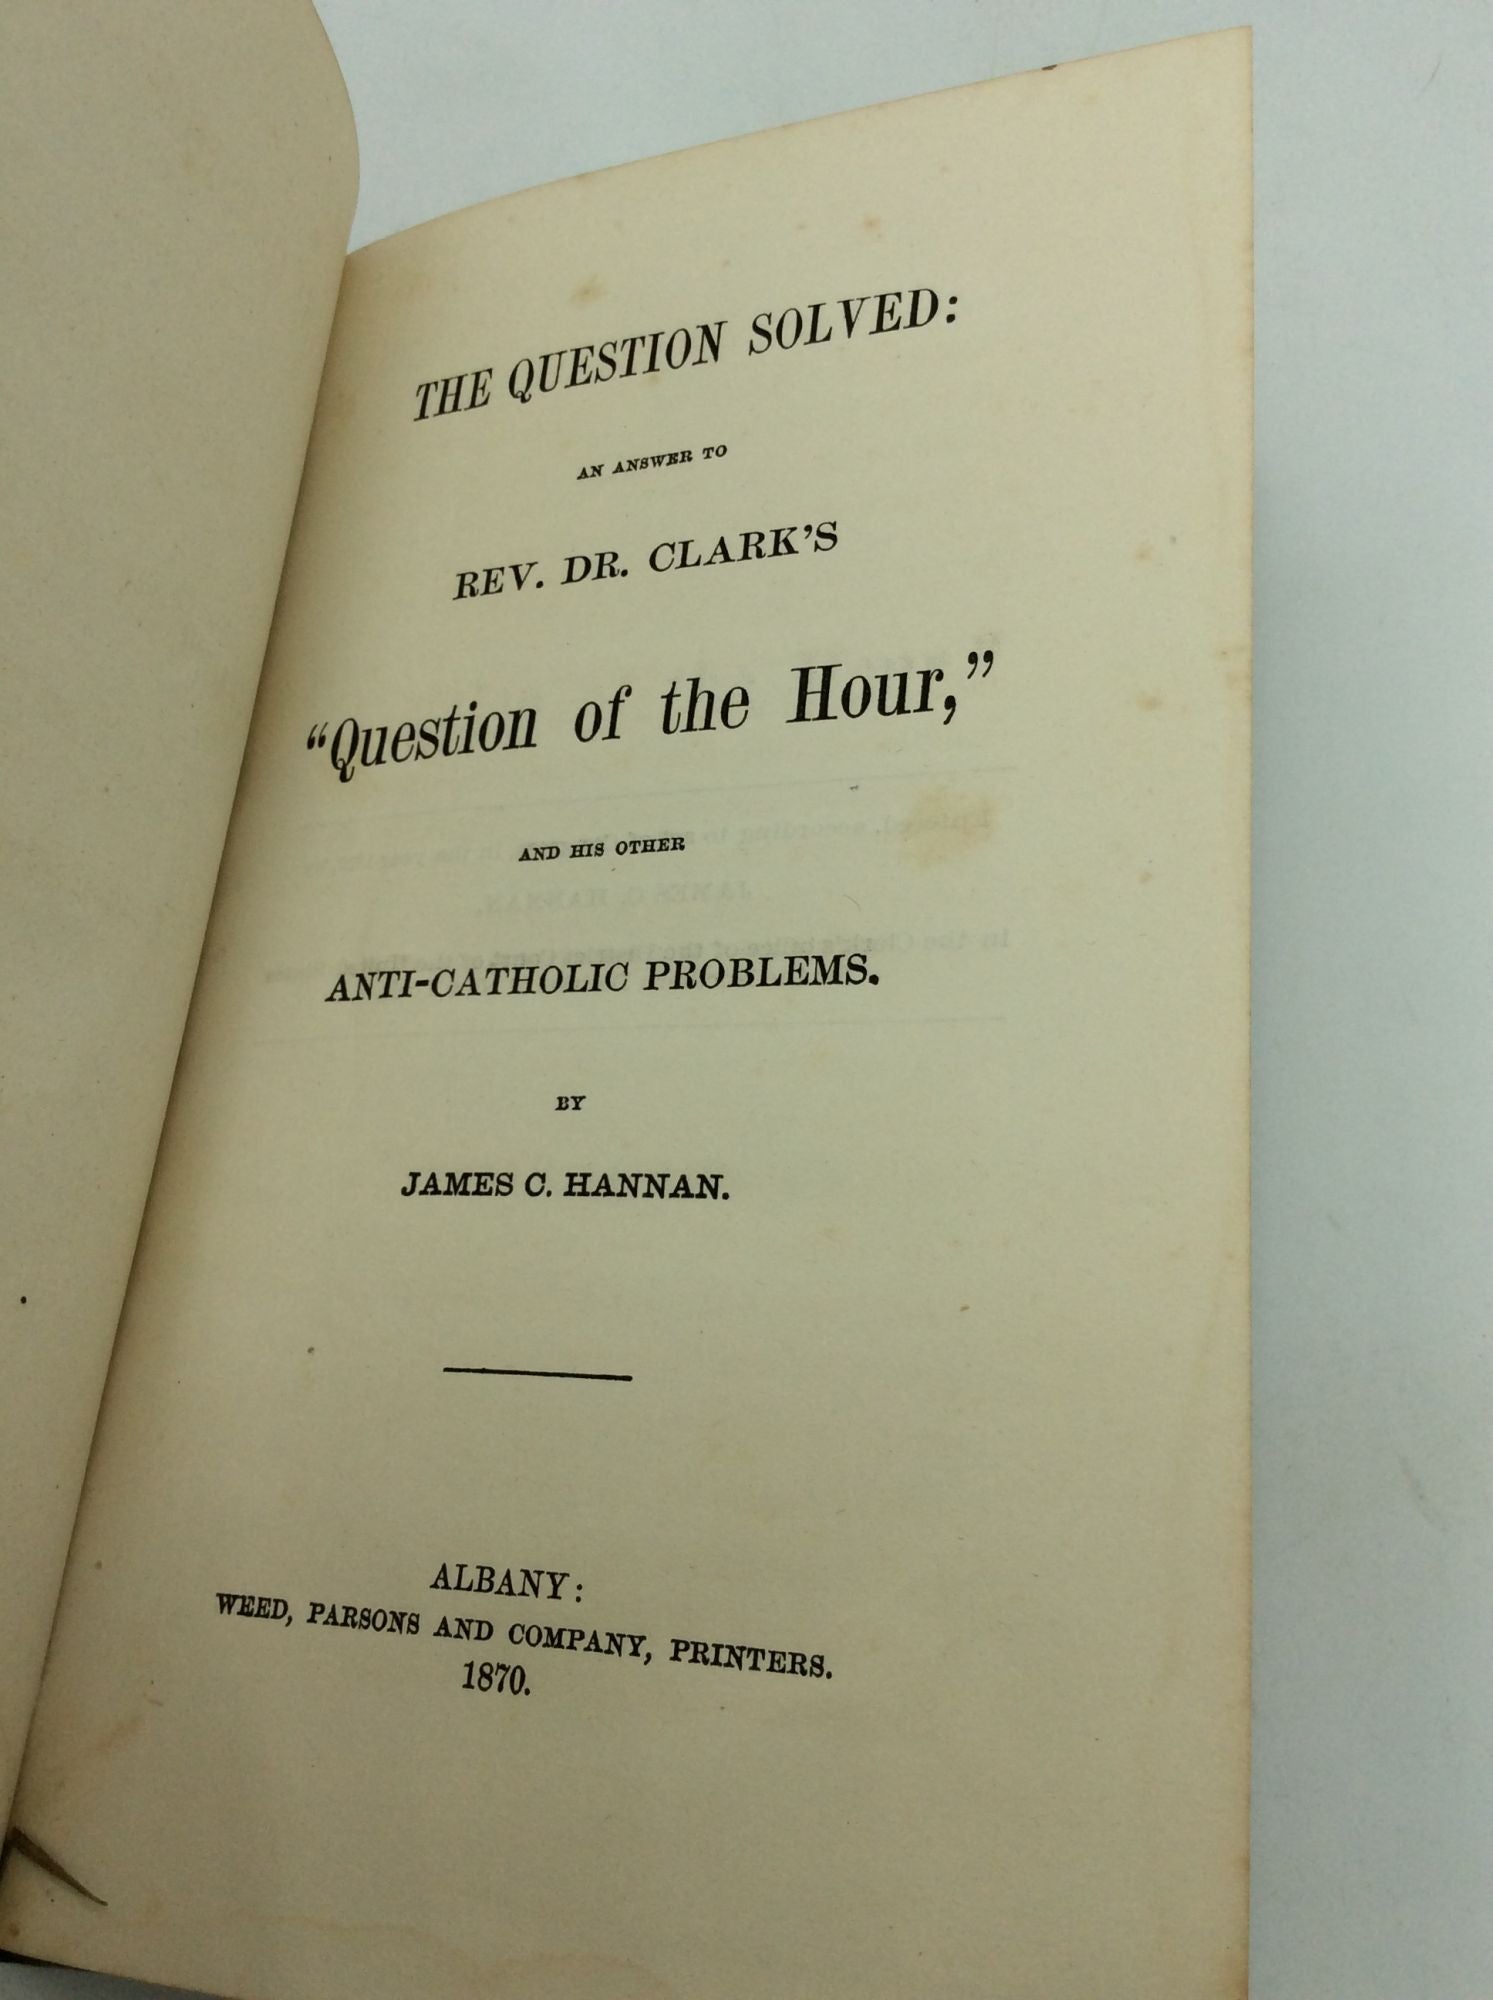 THE QUESTION SOLVED:
AN ANSWER TO
REV. DR. CLARK'S
“Question of the Hour,”
AND HIS OTHER
ANTI-CATHOLIC PROBLEMS.
BY
JAMES C. HANNAN.
ALBANY:
WEED, PARSONS AND COMPANY, PRINTERS.
1870.